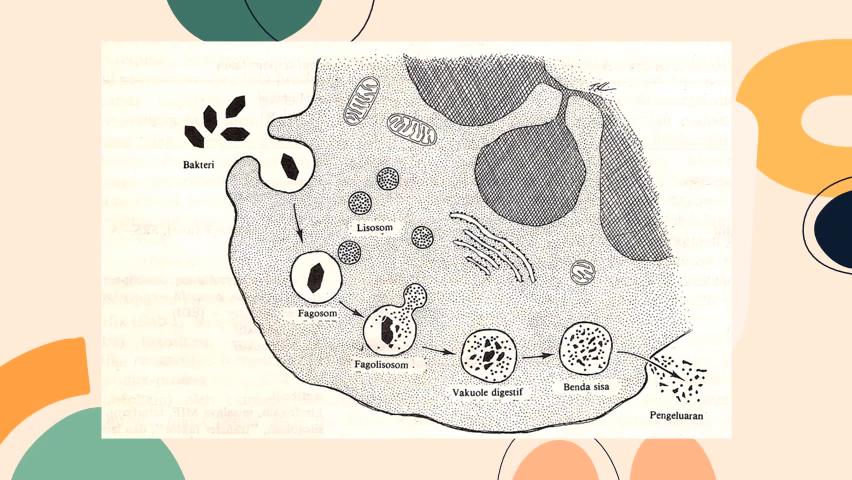 Bakteri
Lisosom
Fagosom
Fagolisosom
Vakuole digestif
Benda sisa
Pengeluaran